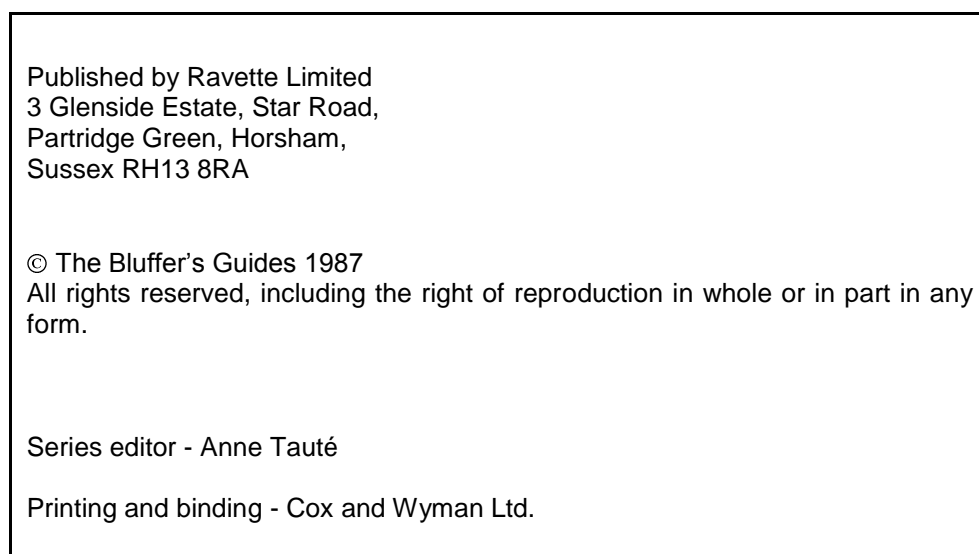 Published by Ravette Limited
3 Glenside Estate, Star Road,
Partridge Green, Horsham,
Sussex RH13 8RA
© The Bluffer's Guides 1987
All rights reserved, including the right of reproduction in whole or in part in any
form.
Series editor - Anne Tauté
Printing and binding - Cox and Wyman Ltd.